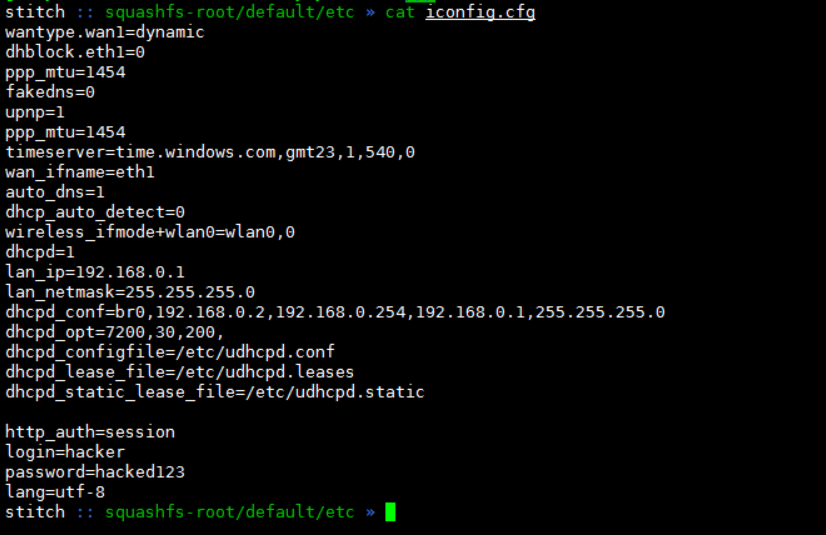 stitch :: squashfs-root/default/etc » cat iconfig.cfg
wantype.wan1=dynamic
dhblock.eth1=0
ppp_mtu=1454
fakedns=0
upnp=1
ppp_mtu=1454
timeserver=time.windows.com,gmt23,1,540,0
wan_ifname=eth1
auto_dns=1
dhcp_auto_detect=0
wireless_ifmode+wlan0=wlan0,0
dhcpd=1
lan_ip=192.168.0.1
lan_netmask=255.255.255.0
dhcpd_conf=br0,192.168.0.2,192.168.0.254,192.168.0.1,255.255.255.0
dhcpd_opt=7200,30,200,
dhcpd_configfile=/etc/udhcpd.conf
dhcpd_lease_file=/etc/udhcpd.leases
dhcpd_static_lease_file=/etc/udhcpd.static
http_auth=session
login=hacker
password=hacked123
lang=utf-8
stitch :: squashfs-root/default/etc »